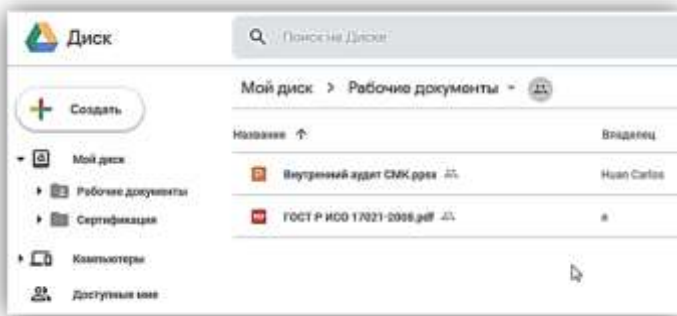 Диск
Поиск на Диске
Мой диск > Рабочие документы
Создать
Название ↑ Владелец
Мой диск
Внутренний аудит СМК.ppsx Huan Carlos
Рабочие документы
ГОСТ Р ИСО 17021-2008.pdf я
Сертификация
Компьютеры
Доступные мне